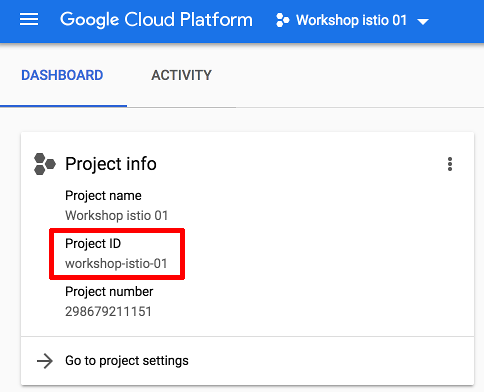 Google Cloud Platform Workshop istio 01
DASHBOARD ACTIVITY
Project info
Project name
Workshop istio 01
Project ID
workshop-istio-01
Project number
298679211151
Go to project settings